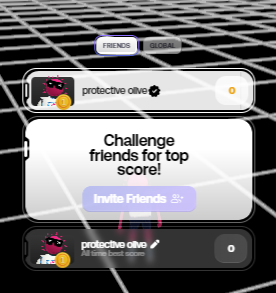 FRIENDS GLOBAL
protective olive 0
Challenge
friends for top
score!
Invite Friends
protective olive 0
All time best score